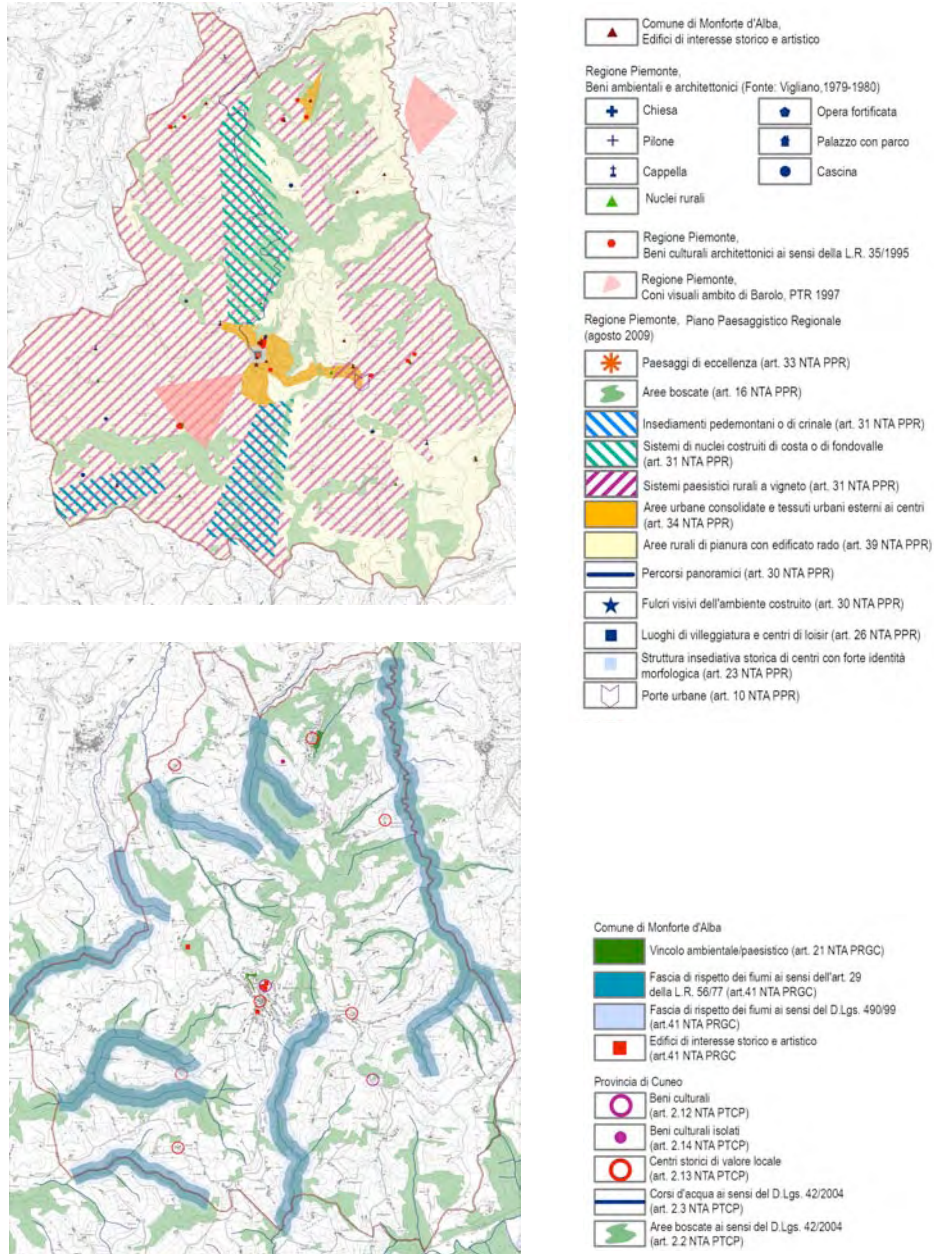 Comune di Monforte d'Alba,
Edifici di interesse storico e artistico
Regione Piemonte,
Beni ambientali e architettonici (Fonte: Vigliano,1979-1980)
Chiesa
Opera fortificata
Pilone
Palazzo con parco
Cappella
Cascina
Nuclei rurali
Regione Piemonte,
Beni culturali architettonici ai sensi della L.R. 35/1995
Regione Piemonte,
Coni visuali ambito di Barolo, PTR 1997
Regione Piemonte, Piano Paesaggistico Regionale
(agosto 2009)
Paesaggi di eccellenza (art. 33 NTA PPR)
Aree boscate (art. 16 NTA PPR)
Insediamenti pedemontani o di crinale (art. 31 NTA PPR)
Sistemi di nuclei costruiti di costa o di fondovalle
(art. 31 NTA PPR)
Sistemi paesistici rurali a vigneto (art. 31 NTA PPR)
Aree urbane consolidate e tessuti urbani esterni ai centri
(art. 34 NTA PPR)
Aree rurali di pianura con edificato rado (art. 39 NTA PPR)
Percorsi panoramici (art. 30 NTA PPR)
Fulcri visivi dell'ambiente costruito (art. 30 NTA PPR)
Luoghi di villeggiatura e centri di loisir (art. 26 NTA PPR)
Struttura insediativa storica di centri con forte identità
morfologica (art. 23 NTA PPR)
Porte urbane (art. 10 NTA PPR)
Comune di Monforte d'Alba
Vincolo ambientale/paesistico (art. 21 NTA PRGC)
Fascia di rispetto dei fiumi ai sensi dell'art. 29
della L.R. 56/77 (art.41 NTA PRGC)
Fascia di rispetto dei fiumi ai sensi del D.Lgs. 490/99
(art.41 NTA PRGC)
Edifici di interesse storico e artistico
(art.41 NTA PRGC
Provincia di Cuneo
Beni culturali
(art. 2.12 NTA PTCP)
Beni culturali isolati
(art. 2.14 NTA PTCP)
Centri storici di valore locale
(art. 2.13 NTA PTCP)
Corsi d'acqua ai sensi del D.Lgs. 42/2004
(art. 2.3 NTA PTCP)
Aree boscate ai sensi del D.Lgs. 42/2004
(art. 2.2 NTA PTCP)